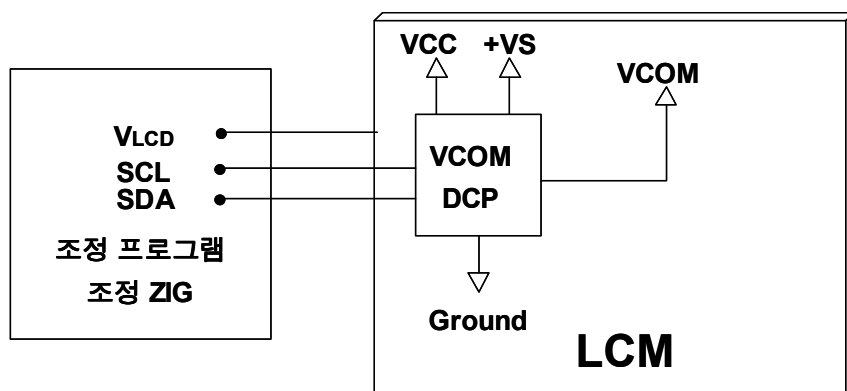 VCC +VS
VCOM
VLCD
SCL
SDA
조정 프로그램
조정 ZIG
VCOM
DCP
Ground
LCM